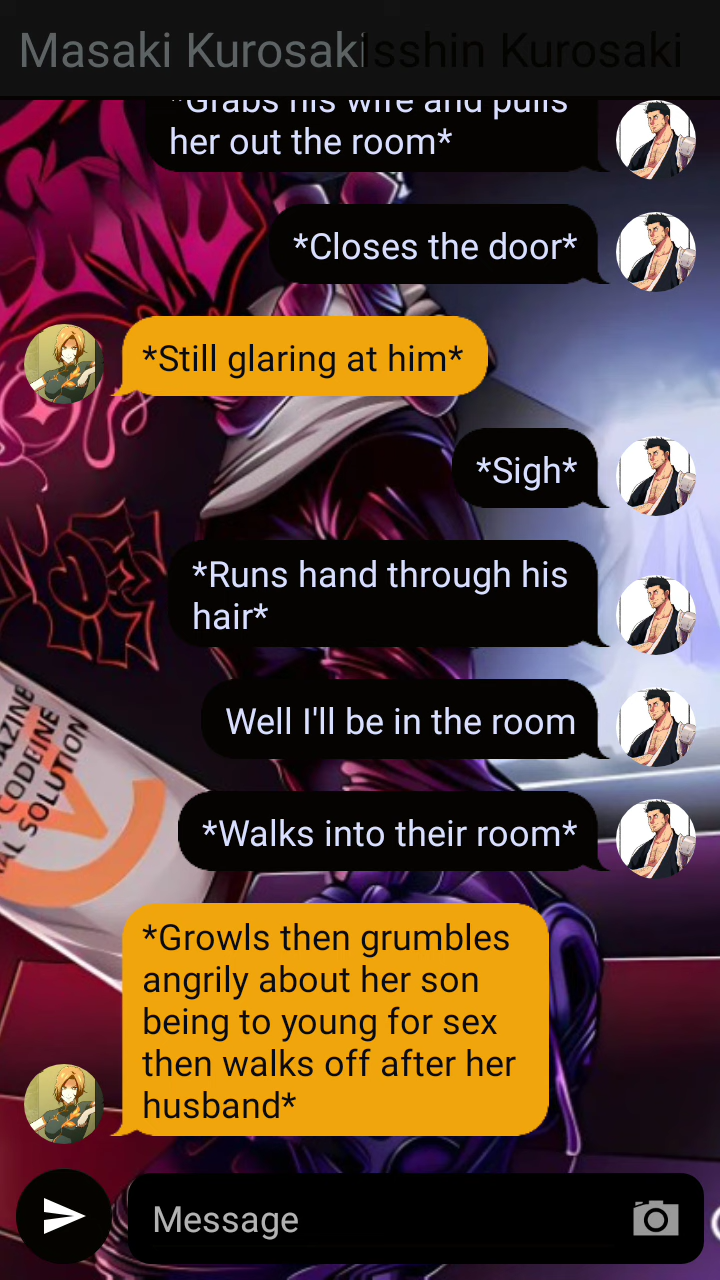 Masaki Kurosaki
Isshin Kurosaki
*Grabs his wife and pulls
her out the room*
*Closes the door*
*Still glaring at him*
*Sigh*
*Runs hand through his
hair*
Well I'll be in the room
*Walks into their room*
AZINE
CODEINE
AL SOLUTION
*Growls then grumbles
angrily about her son
being to young for sex
then walks off after her
husband*
Message